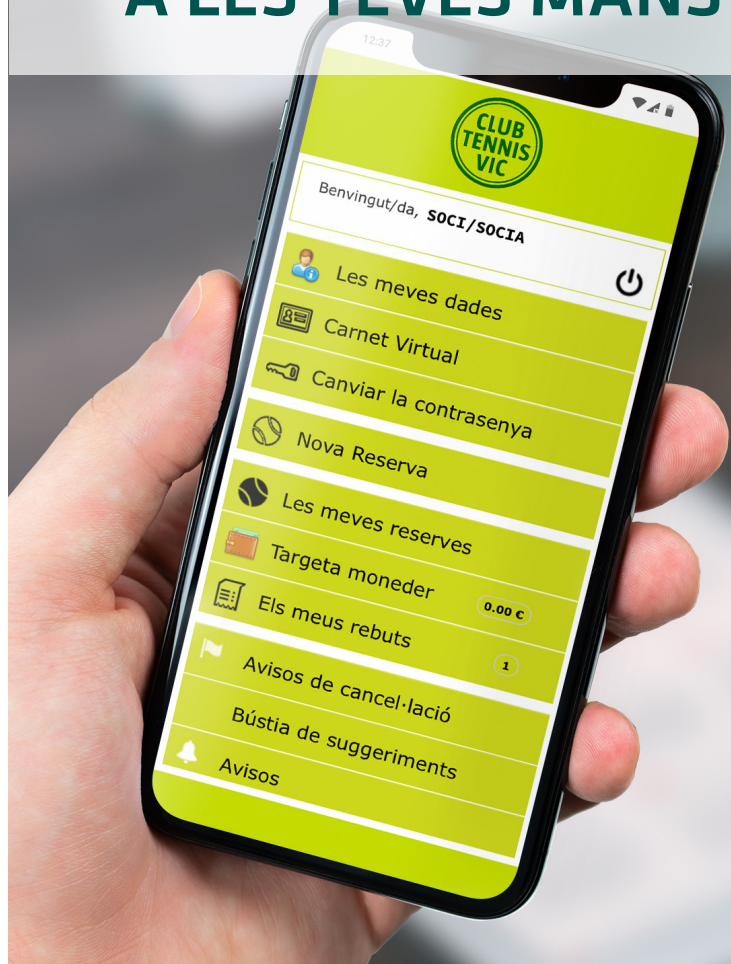 A LES TEVES MANS
12:37
CLUB
TENNIS
VIC
Benvingut/da, SOCI/SOCIA
Les meves dades
Carnet Virtual
Canviar la contrasenya
Nova Reserva
Les meves reserves
Targeta moneder 0.00 €
Els meus rebuts 1
Avisos de cancel·lació
Bústia de suggeriments
Avisos